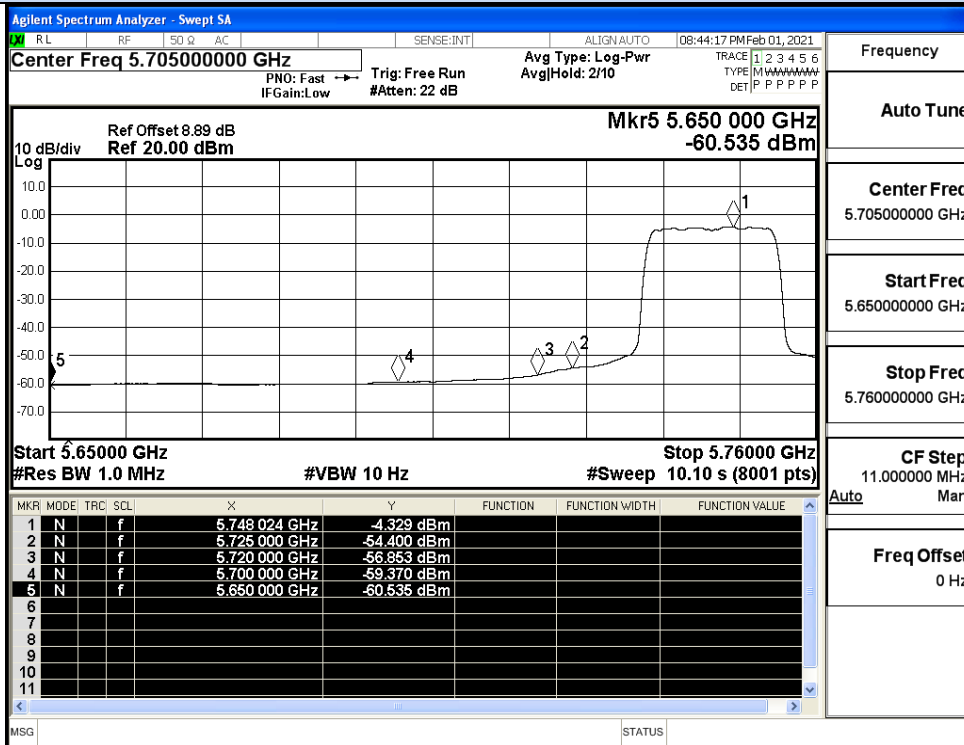 Agilent Spectrum Analyzer - Swept SA
LXI RL RF 50 Ω AC SENSE:INT ALIGN AUTO 08:44:17 PM Feb 01, 2021
Center Freq 5.705000000 GHz
PNO: Fast
IFGain:Low
Trig: Free Run
#Atten: 22 dB
Avg Type: Log-Pwr
Avg|Hold: 2/10
TRACE 1 2 3 4 5 6
TYPE M WWWWW
DET P P P P P P
Ref Offset 8.89 dB
10 dB/div Ref 20.00 dBm
Log
Mkr5 5.650 000 GHz
-60.535 dBm
10.0
0.00
-10.0
-20.0
-30.0
-40.0
-50.0
-60.0
-70.0
1
2
3
4
5
Start 5.65000 GHz Stop 5.76000 GHz
#Res BW 1.0 MHz #VBW 10 Hz #Sweep 10.10 s (8001 pts)
MKR MODE TRC SCL X Y FUNCTION FUNCTION WIDTH FUNCTION VALUE
1 N f 5.748 024 GHz -4.329 dBm
2 N f 5.725 000 GHz -54.400 dBm
3 N f 5.720 000 GHz -56.853 dBm
4 N f 5.700 000 GHz -59.370 dBm
5 N f 5.650 000 GHz -60.535 dBm
6
7
8
9
10
11
MSG STATUS
Frequency
Auto Tune
Center Freq
5.705000000 GHz
Start Freq
5.650000000 GHz
Stop Freq
5.760000000 GHz
CF Step
11.000000 MHz
Auto Man
Freq Offset
0 Hz